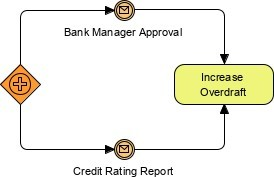 Bank Manager Approval
Increase
Overdraft
Credit Rating Report